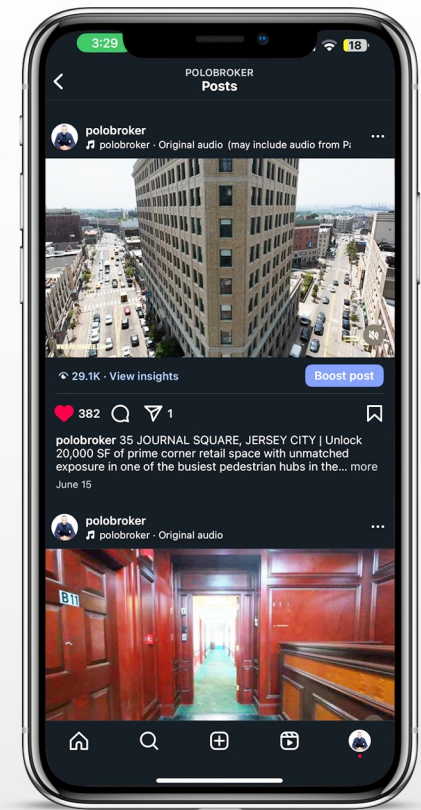 3:29
18
POLOBROKER
Posts
polobroker
polobroker · Original audio (may include audio from Pa
29.1K · View insights
Boost post
382
1
polobroker 35 JOURNAL SQUARE, JERSEY CITY | Unlock
20,000 SF of prime corner retail space with unmatched
exposure in one of the busiest pedestrian hubs in the... more
June 15
polobroker
polobroker · Original audio
B11